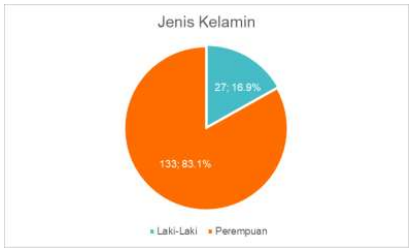 Jenis Kelamin
27; 16.9%
133; 83.1%
Laki-Laki Perempuan